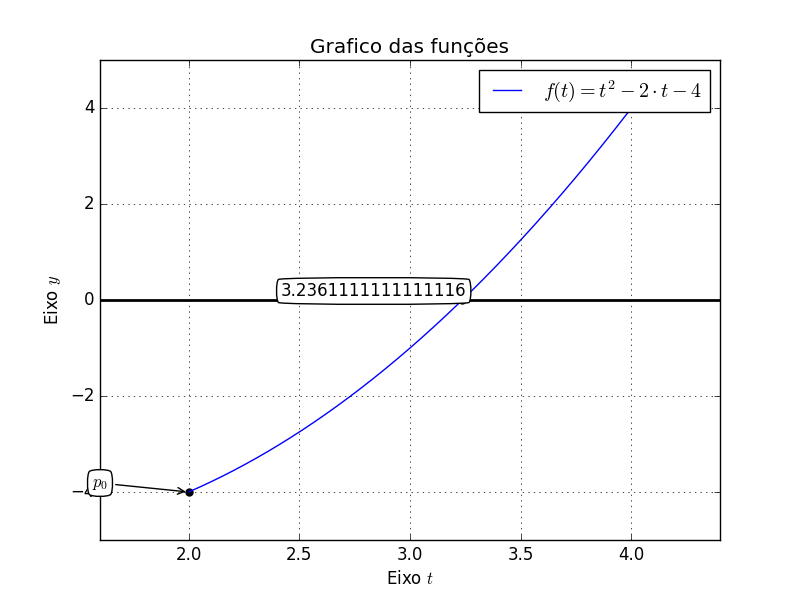 Grafico das funções
f(t) = t² − 2 · t − 4
4
2
0
−2
−4
Eixo y
3.2361111111111116
p₀
2.0
2.5
3.0
3.5
4.0
Eixo t